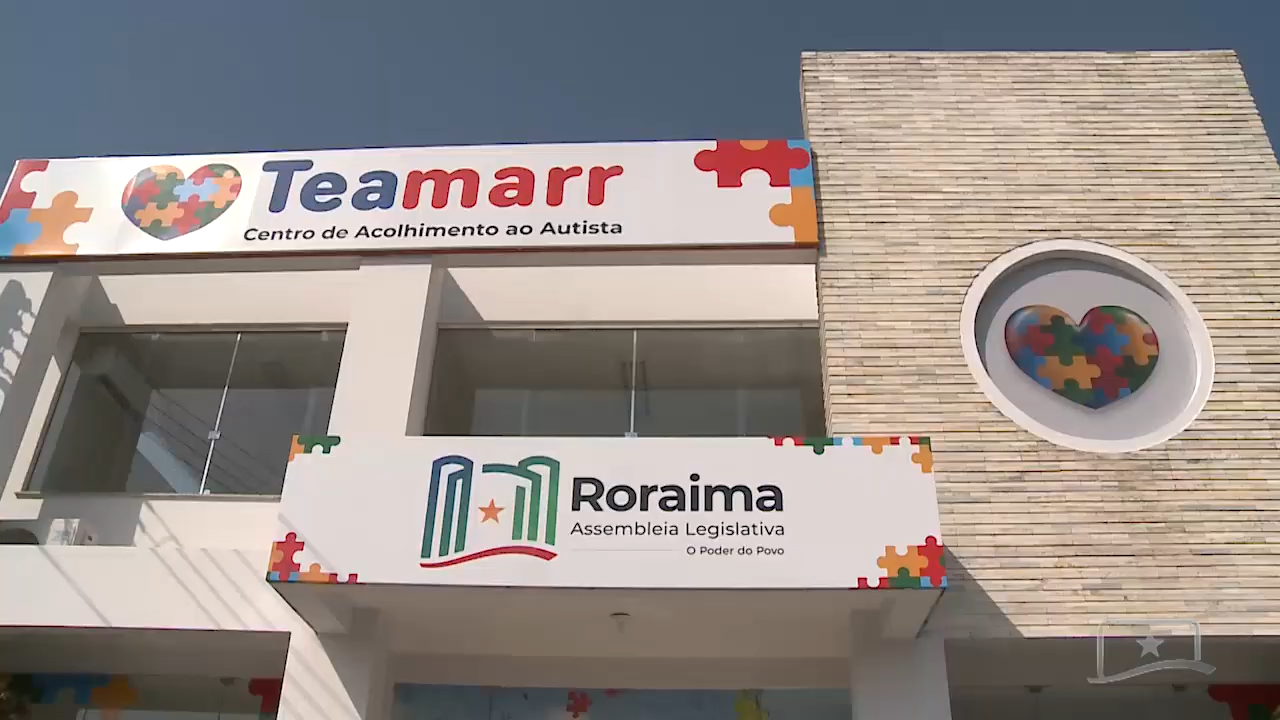 Teamarr
Centro de Acolhimento ao Autista
Roraima
Assembleia Legislativa
O Poder do Povo